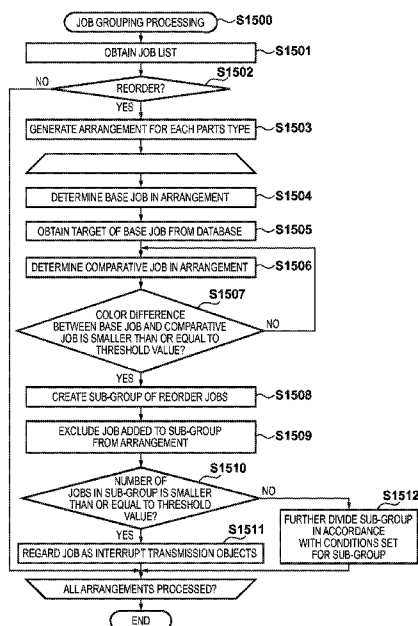 JOB GROUPING PROCESSING
S1500
OBTAIN JOB LIST
S1501
S1502
NO
REORDER?
YES
GENERATE ARRANGEMENT FOR EACH PARTS TYPE
S1503
DETERMINE BASE JOB IN ARRANGEMENT
S1504
OBTAIN TARGET OF BASE JOB FROM DATABASE
S1505
DETERMINE COMPARATIVE JOB IN ARRANGEMENT
S1506
S1507
COLOR DIFFERENCE
BETWEEN BASE JOB AND COMPARATIVE
JOB IS SMALLER THAN OR EQUAL TO
THRESHOLD VALUE?
NO
YES
CREATE SUB-GROUP OF REORDER JOBS
S1508
EXCLUDE JOB ADDED TO SUB-GROUP
FROM ARRANGEMENT
S1509
S1510
NUMBER OF
JOBS IN SUB-GROUP IS SMALLER
THAN OR EQUAL TO THRESHOLD
VALUE?
NO
S1512
YES
S1511
FURTHER DIVIDE SUB-GROUP
IN ACCORDANCE
WITH CONDITIONS SET
FOR SUB-GROUP
REGARD JOB AS INTERRUPT TRANSMISSION OBJECTS
ALL ARRANGEMENTS PROCESSED?
END